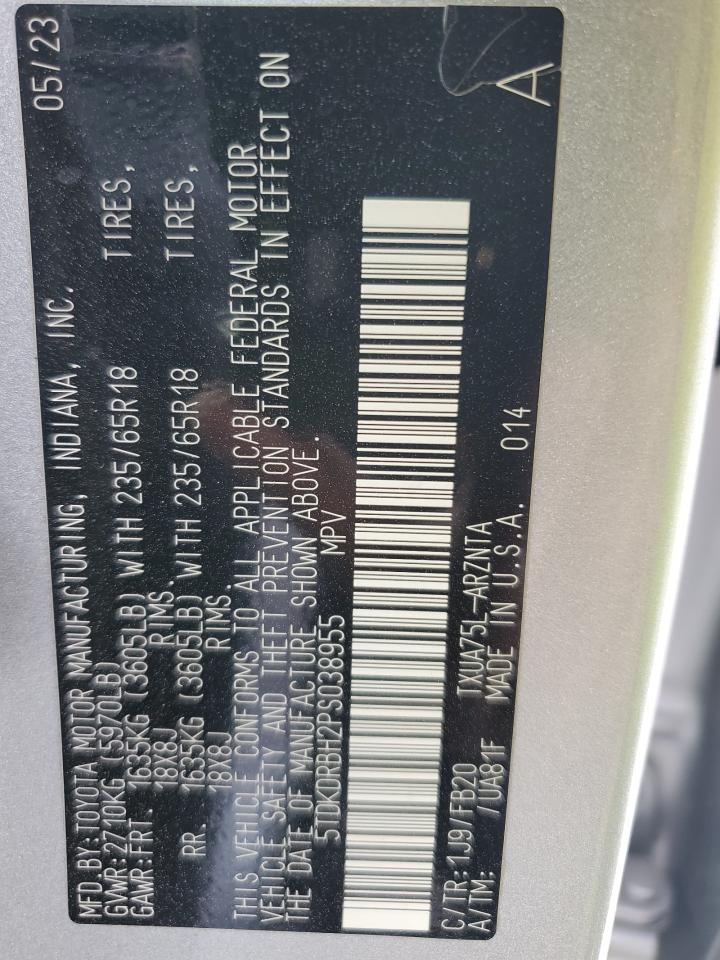 MFD.BY: TOYOTA MOTOR MANUFACTURING, INDIANA, INC. 05/23
GVWR: 2710KG (5970LB)
GAWR: FRT. 1635KG (3605LB) WITH 235/65R18 TIRES,
18X8J RIMS.
RR. 1635KG (3605LB) WITH 235/65R18 TIRES,
18X8J RIMS
THIS VEHICLE CONFORMS TO ALL APPLICABLE FEDERAL MOTOR
VEHICLE SAFETY AND THEFT PREVENTION STANDARDS IN EFFECT ON
THE DATE OF MANUFACTURE SHOWN ABOVE.
5TDKDRBH2PS038955 MPV
C/TR: 1J9/FB20 TXUA75L-ARZNTA
A/TM: /UA81F MADE IN U.S.A. 014
A